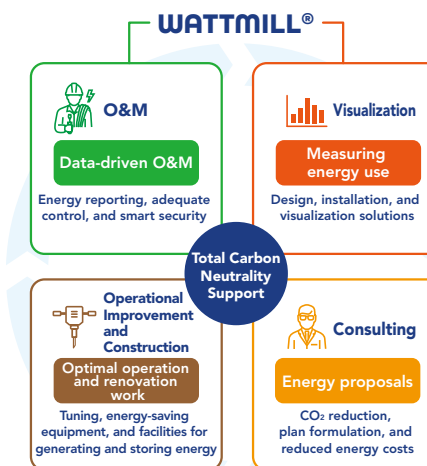 WATTMILL®
O&M
Data-driven O&M
Energy reporting, adequate
control, and smart security
Visualization
Measuring
energy use
Design, installation, and
visualization solutions
Total Carbon
Neutrality
Support
Operational
Improvement
and
Construction
Optimal operation
and renovation
work
Tuning, energy-saving
equipment, and facilities for
generating and storing energy
Consulting
Energy proposals
CO₂ reduction,
plan formulation, and
reduced energy costs